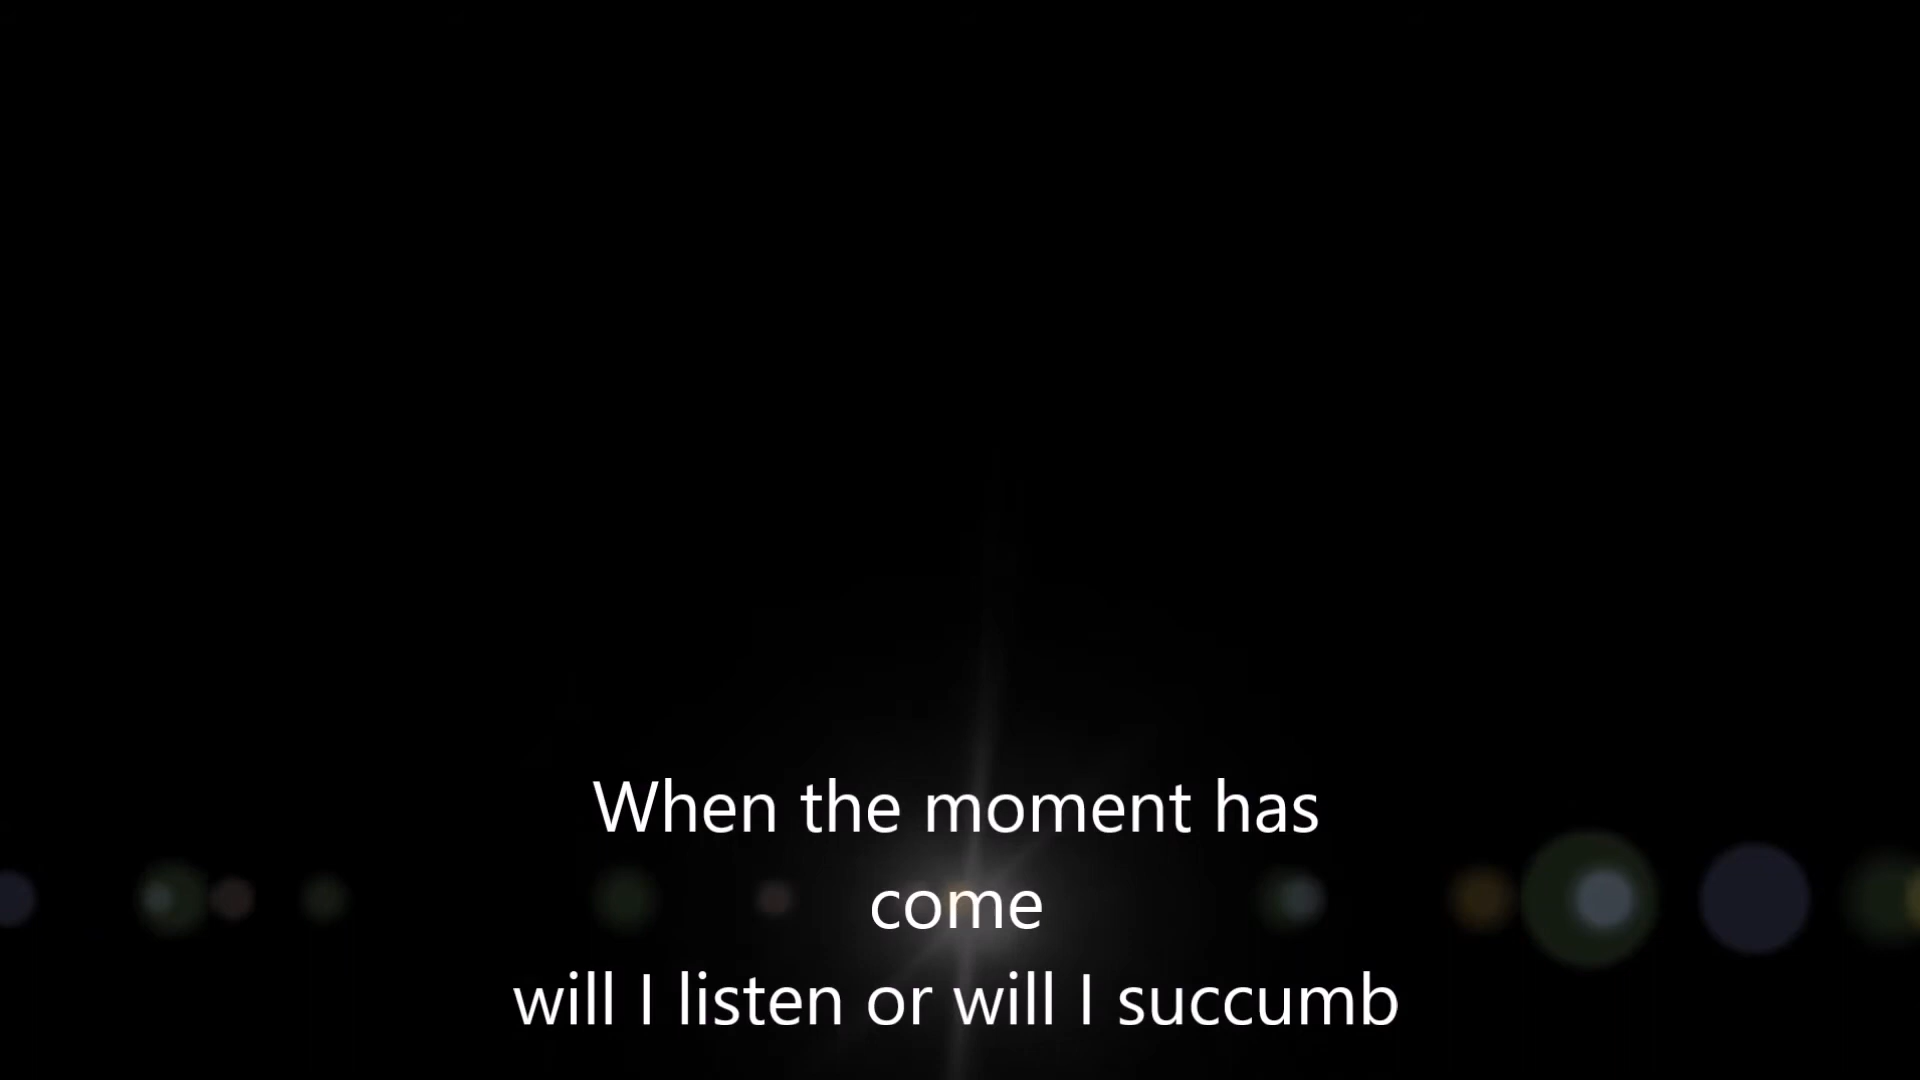 When the moment has
come
will I listen or will I succumb